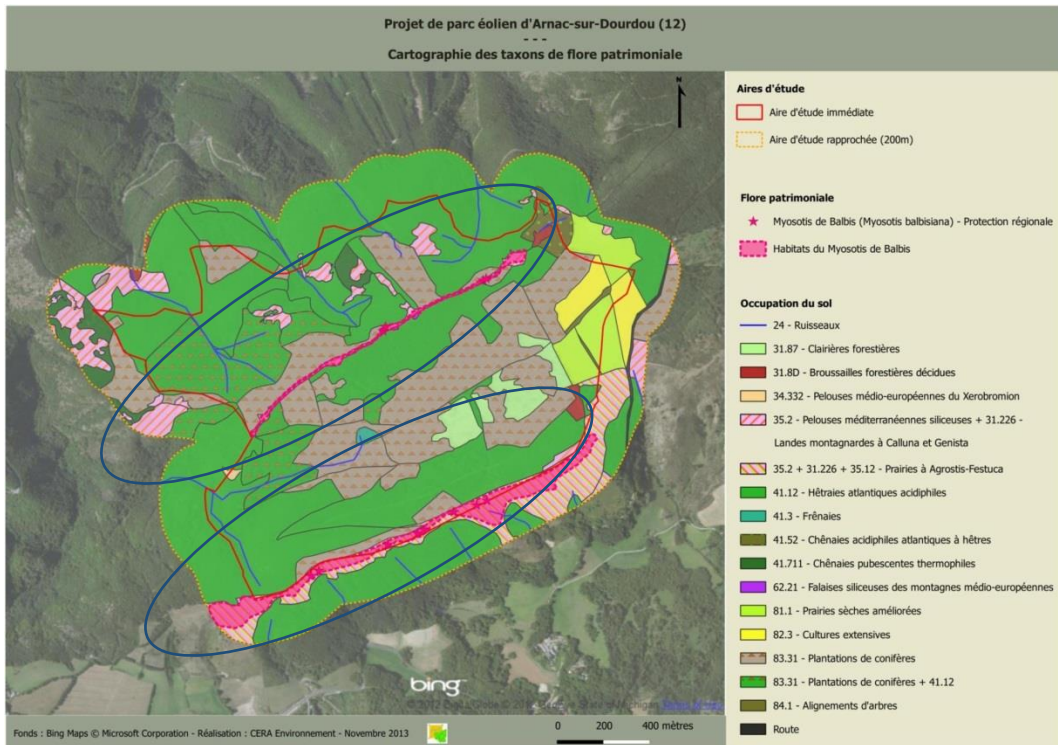 Projet de parc éolien d'Arnac-sur-Dourdou (12)
- - -
Cartographie des taxons de flore patrimoniale
N
Aires d'étude
Aire d'étude immédiate
Aire d'étude rapprochée (200m)
Flore patrimoniale
Myosotis de Balbis (Myosotis balbisiana) - Protection régionale
Habitats du Myosotis de Balbis
Occupation du sol
24 - Ruisseaux
31.87 - Clairières forestières
31.8D - Broussailles forestières décidues
34.332 - Pelouses médio-européennes du Xerobromion
35.2 - Pelouses méditerranéennes siliceuses + 31.226 -
Landes montagnardes à Calluna et Genista
35.2 + 31.226 + 35.12 - Prairies à Agrostis-Festuca
41.12 - Hêtraies atlantiques acidiphiles
41.3 - Frênaies
41.52 - Chênaies acidiphiles atlantiques à hêtres
41.711 - Chênaies pubescentes thermophiles
62.21 - Falaises siliceuses des montagnes médio-européennes
81.1 - Prairies sèches améliorées
82.3 - Cultures extensives
83.31 - Plantations de conifères
83.31 - Plantations de conifères + 41.12
84.1 - Alignements d'arbres
Route
bing
Fonds : Bing Maps © Microsoft Corporation - Réalisation : CERA Environnement - Novembre 2013
0 200 400 mètres